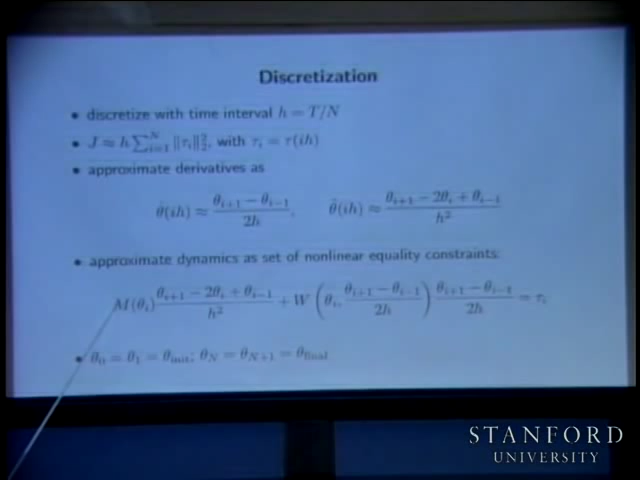 Discretization
• discretize with time interval h = T/N
• J ≈ h ∑_{i=1}^{N} ‖τ_i‖_2^2, with τ_i = τ(ih)
• approximate derivatives as
θ̇(ih) ≈ (θ_{i+1} − θ_{i−1}) / 2h, θ̈(ih) ≈ (θ_{i+1} − 2θ_i + θ_{i−1}) / h^2
• approximate dynamics as set of nonlinear equality constraints:
M(θ_i) (θ_{i+1} − 2θ_i + θ_{i−1}) / h^2 + W (θ_i, (θ_{i+1} − θ_{i−1}) / 2h) (θ_{i+1} − θ_{i−1}) / 2h = τ_i
• θ_0 = θ_1 = θ_init; θ_N = θ_{N+1} = θ_final
STANFORD
UNIVERSITY